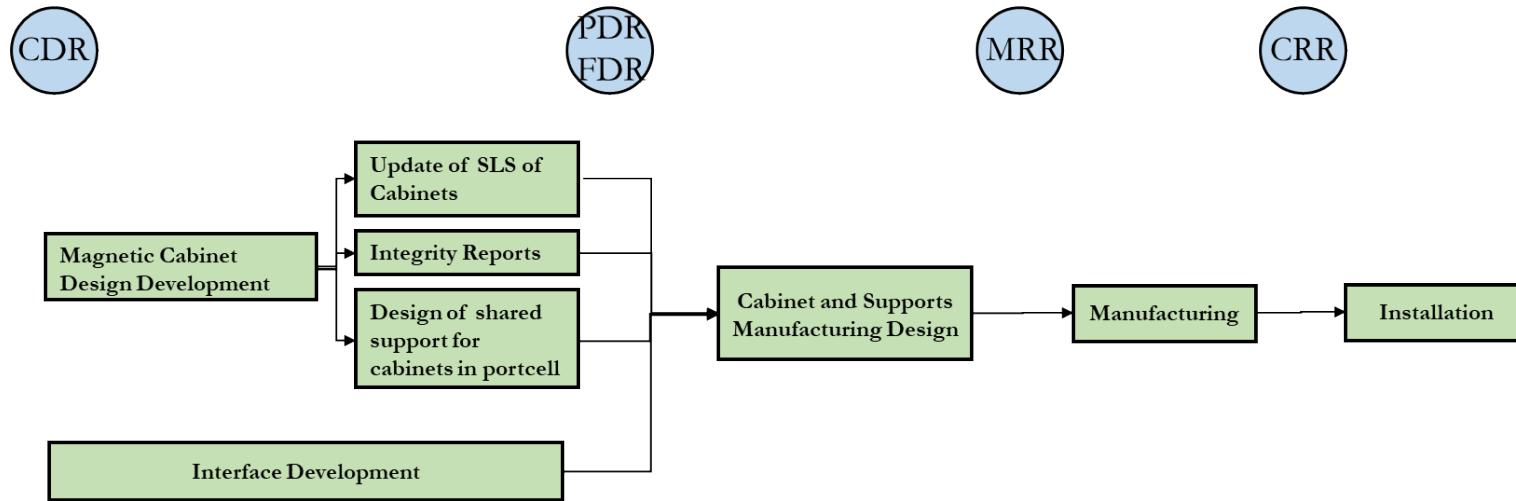 CDR
PDR
FDR
MRR
CRR
Update of SLS of
Cabinets
Magnetic Cabinet
Design Development
Integrity Reports
Design of shared
support for
cabinets in portcell
Cabinet and Supports
Manufacturing Design
Manufacturing
Installation
Interface Development